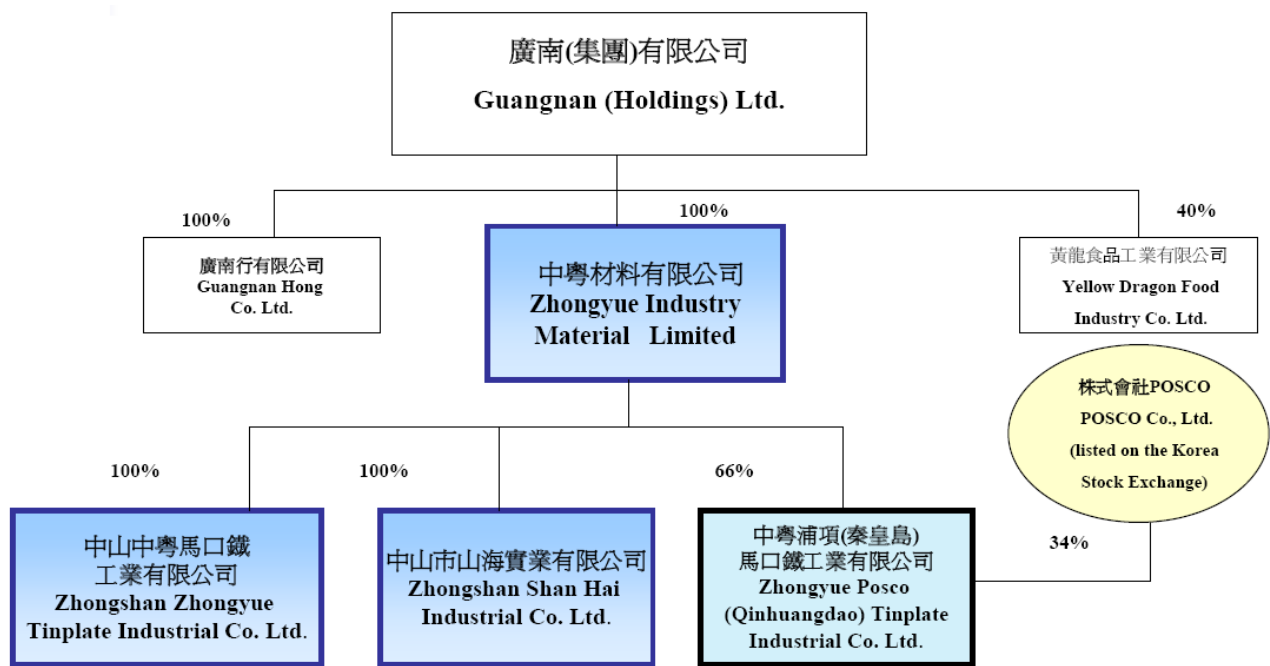 廣南(集團)有限公司
Guangnan (Holdings) Ltd.
100%
100%
40%
廣南行有限公司
Guangnan Hong
Co. Ltd.
中粵材料有限公司
Zhongyue Industry
Material Limited
黃龍食品工業有限公司
Yellow Dragon Food
Industry Co. Ltd.
株式會社POSCO
POSCO Co., Ltd.
(listed on the Korea
Stock Exchange)
100%
100%
66%
34%
中山中粵馬口鐵
工業有限公司
Zhongshan Zhongyue
Tinplate Industrial Co. Ltd.
中山市山海實業有限公司
Zhongshan Shan Hai
Industrial Co. Ltd.
中粵浦項(秦皇島)
馬口鐵工業有限公司
Zhongyue Posco
(Qinhuangdao) Tinplate
Industrial Co. Ltd.